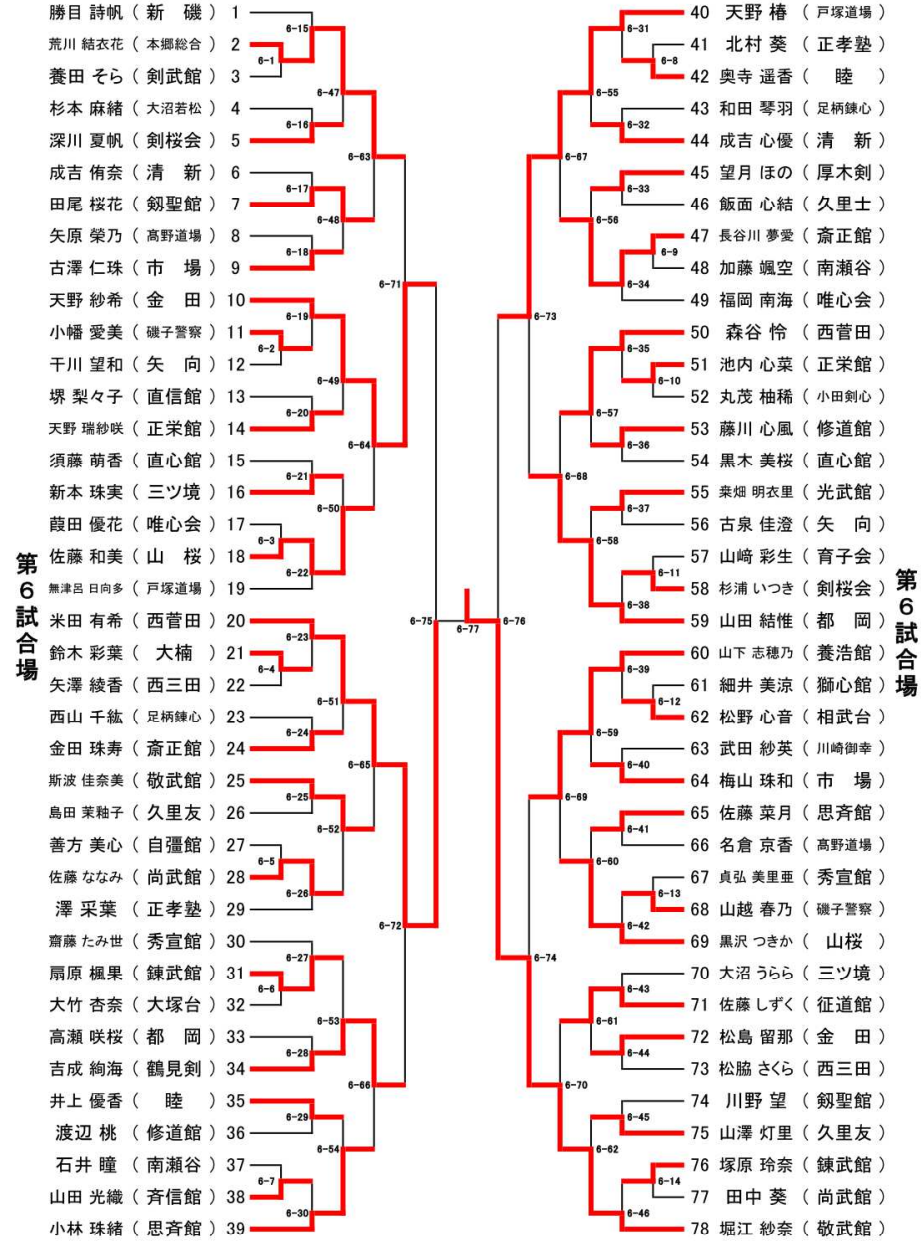 第6試合場
勝目 詩帆 （ 新 磯 ） 1
荒川 結衣花 （ 本郷総合 ） 2
養田 そら （ 剣武館 ） 3
杉本 麻緒 （ 大沼若松 ） 4
深川 夏帆 （ 剣桜会 ） 5
成吉 侑奈 （ 清 新 ） 6
田尾 桜花 （ 剱聖館 ） 7
矢原 榮乃 （ 髙野道場 ） 8
古澤 仁珠 （ 市 場 ） 9
天野 紗希 （ 金 田 ） 10
小幡 愛美 （ 磯子警察 ） 11
干川 望和 （ 矢 向 ） 12
堺 梨々子 （ 直信館 ） 13
天野 瑞紗咲 （ 正栄館 ） 14
須藤 萌香 （ 直心館 ） 15
新本 珠実 （ 三ツ境 ） 16
葭田 優花 （ 唯心会 ） 17
佐藤 和美 （ 山 桜 ） 18
無津呂 日向多 （ 戸塚道場 ） 19
米田 有希 （ 西菅田 ） 20
鈴木 彩葉 （ 大楠 ） 21
矢澤 綾香 （ 西三田 ） 22
西山 千紘 （ 足柄錬心 ） 23
金田 珠寿 （ 斎正館 ） 24
斯波 佳奈美 （ 敬武館 ） 25
島田 茉釉子 （ 久里友 ） 26
善方 美心 （ 自彊館 ） 27
佐藤 ななみ （ 尚武館 ） 28
澤 采葉 （ 正孝塾 ） 29
齋藤 たみ世 （ 秀宣館 ） 30
扇原 楓果 （ 錬武館 ） 31
大竹 杏奈 （ 大塚台 ） 32
高瀬 咲桜 （ 都 岡 ） 33
吉成 絢海 （ 鶴見剣 ） 34
井上 優香 （ 睦 ） 35
渡辺 桃 （ 修道館 ） 36
石井 瞳 （ 南瀬谷 ） 37
山田 光織 （ 斉信館 ） 38
小林 珠緒 （ 思斉館 ） 39
6-1
6-2
6-3
6-4
6-5
6-6
6-7
6-15
6-16
6-17
6-18
6-19
6-20
6-21
6-22
6-23
6-24
6-25
6-26
6-27
6-28
6-29
6-30
6-47
6-48
6-49
6-50
6-51
6-52
6-53
6-54
6-63
6-64
6-65
6-66
6-71
6-72
6-75
6-77
6-76
6-73
6-74
6-67
6-68
6-69
6-70
6-55
6-56
6-57
6-58
6-59
6-60
6-61
6-62
6-31
6-32
6-33
6-34
6-35
6-36
6-37
6-38
6-39
6-40
6-41
6-42
6-43
6-44
6-45
6-46
6-8
6-9
6-10
6-11
6-12
6-13
6-14
40 天野 椿 （ 戸塚道場 ）
41 北村 葵 （ 正孝塾 ）
42 奥寺 遥香 （ 睦 ）
43 和田 琴羽 （ 足柄錬心 ）
44 成吉 心優 （ 清 新 ）
45 望月 ほの （ 厚木剣 ）
46 飯面 心結 （ 久里士 ）
47 長谷川 夢愛 （ 斎正館 ）
48 加藤 颯空 （ 南瀬谷 ）
49 福岡 南海 （ 唯心会 ）
50 森谷 怜 （ 西菅田 ）
51 池内 心菜 （ 正栄館 ）
52 丸茂 柚稀 （ 小田剣心 ）
53 藤川 心風 （ 修道館 ）
54 黒木 美桜 （ 直心館 ）
55 桒畑 明衣里 （ 光武館 ）
56 古泉 佳澄 （ 矢 向 ）
57 山﨑 彩生 （ 育子会 ）
58 杉浦 いつき （ 剣桜会 ）
59 山田 結惟 （ 都 岡 ）
60 山下 志穂乃 （ 養浩館 ）
61 細井 美涼 （ 獅心館 ）
62 松野 心音 （ 相武台 ）
63 武田 紗英 （ 川崎御幸 ）
64 梅山 珠和 （ 市 場 ）
65 佐藤 菜月 （ 思斉館 ）
66 名倉 京香 （ 髙野道場 ）
67 貞弘 美里亜 （ 秀宣館 ）
68 山越 春乃 （ 磯子警察 ）
69 黒沢 つきか （ 山桜 ）
70 大沼 うらら （ 三ツ境 ）
71 佐藤 しずく （ 征道館 ）
72 松島 留那 （ 金 田 ）
73 松脇 さくら （ 西三田 ）
74 川野 望 （ 剱聖館 ）
75 山澤 灯里 （ 久里友 ）
76 塚原 玲奈 （ 錬武館 ）
77 田中 葵 （ 尚武館 ）
78 堀江 紗奈 （ 敬武館 ）
第6試合場